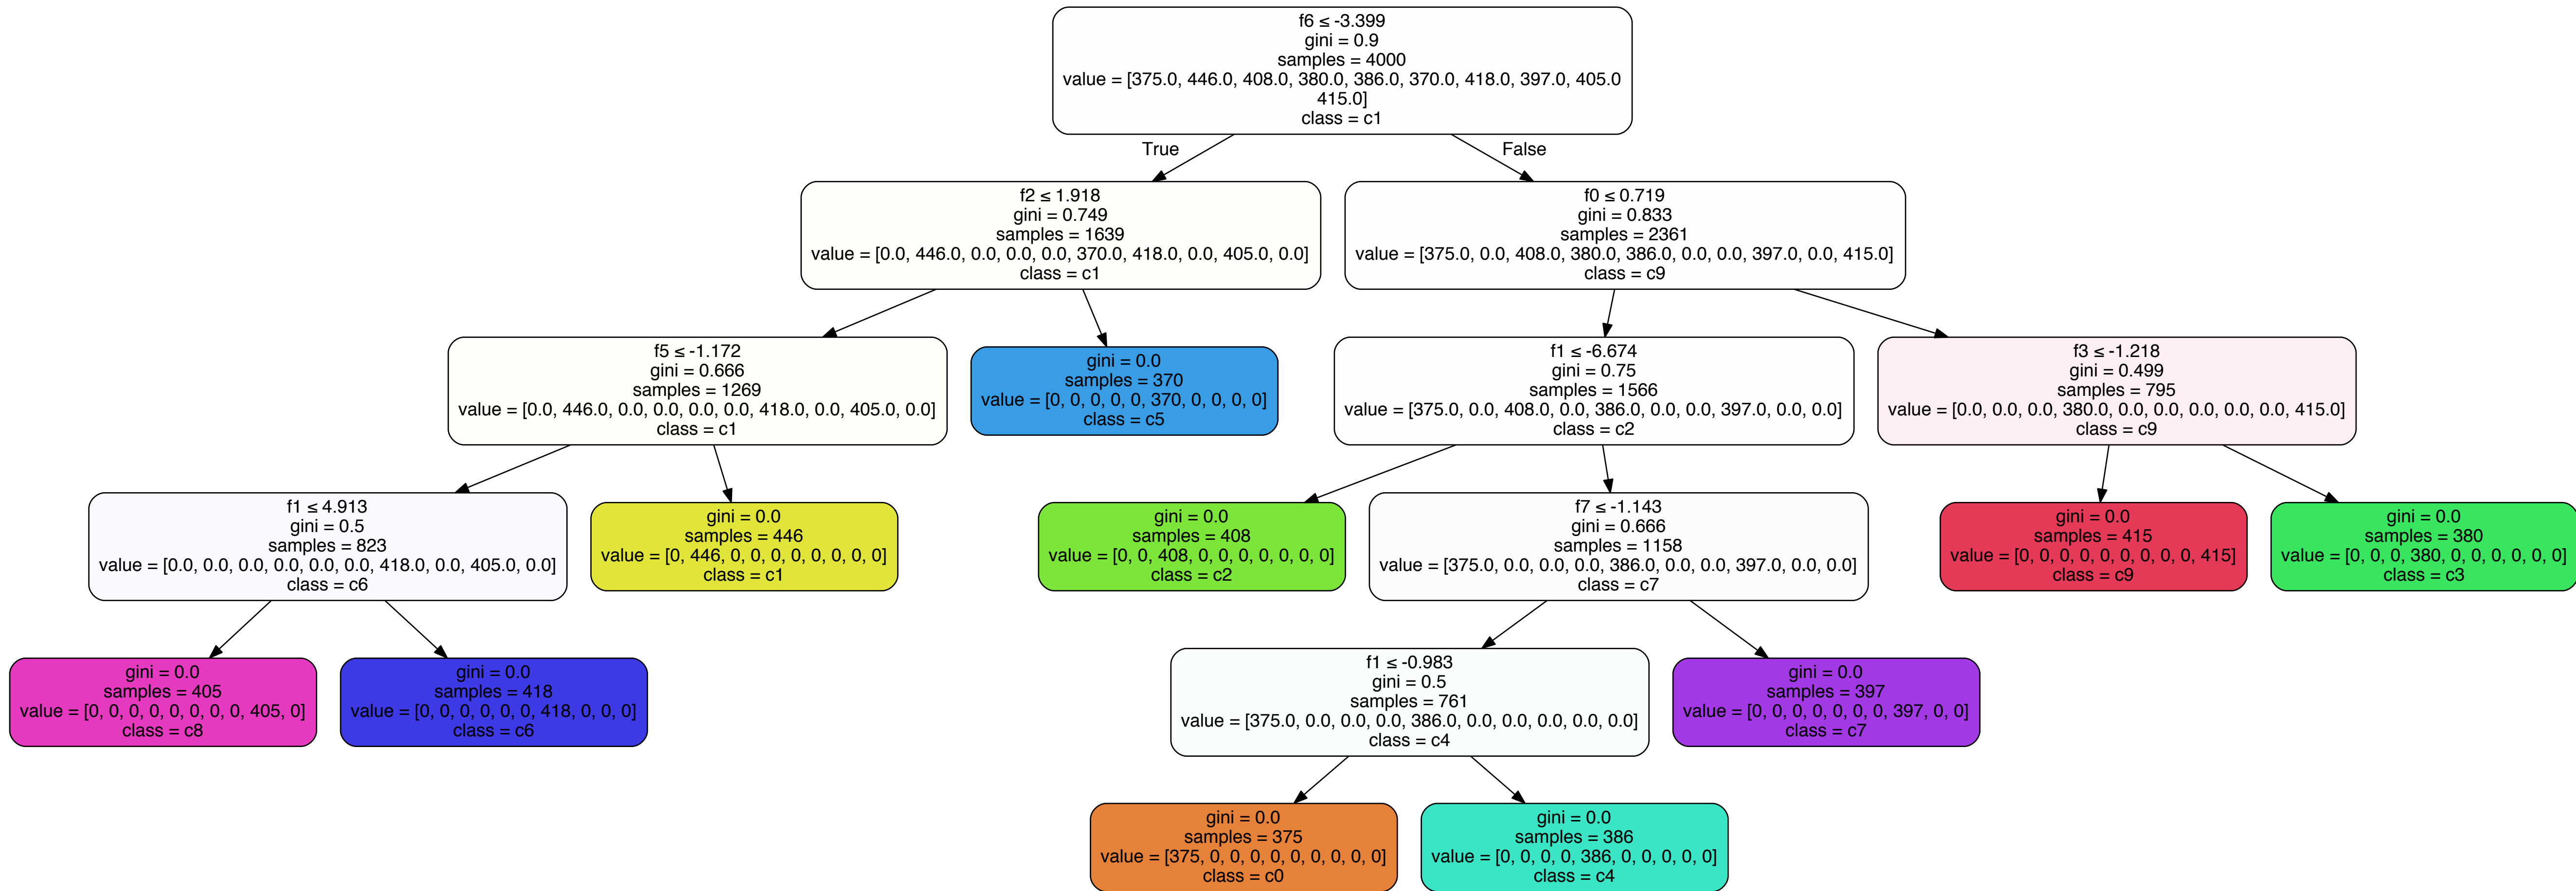 f6 ≤ -3.399
gini = 0.9
samples = 4000
value = [375.0, 446.0, 408.0, 380.0, 386.0, 370.0, 418.0, 397.0, 405.0
415.0]
class = c1
True
False
f2 ≤ 1.918
gini = 0.749
samples = 1639
value = [0.0, 446.0, 0.0, 0.0, 0.0, 370.0, 418.0, 0.0, 405.0, 0.0]
class = c1
f0 ≤ 0.719
gini = 0.833
samples = 2361
value = [375.0, 0.0, 408.0, 380.0, 386.0, 0.0, 0.0, 397.0, 0.0, 415.0]
class = c9
f5 ≤ -1.172
gini = 0.666
samples = 1269
value = [0.0, 446.0, 0.0, 0.0, 0.0, 0.0, 418.0, 0.0, 405.0, 0.0]
class = c1
gini = 0.0
samples = 370
value = [0, 0, 0, 0, 0, 370, 0, 0, 0, 0]
class = c5
f1 ≤ -6.674
gini = 0.75
samples = 1566
value = [375.0, 0.0, 408.0, 0.0, 386.0, 0.0, 0.0, 397.0, 0.0, 0.0]
class = c2
f3 ≤ -1.218
gini = 0.499
samples = 795
value = [0.0, 0.0, 0.0, 380.0, 0.0, 0.0, 0.0, 0.0, 0.0, 415.0]
class = c9
f1 ≤ 4.913
gini = 0.5
samples = 823
value = [0.0, 0.0, 0.0, 0.0, 0.0, 0.0, 418.0, 0.0, 405.0, 0.0]
class = c6
gini = 0.0
samples = 446
value = [0, 446, 0, 0, 0, 0, 0, 0, 0, 0]
class = c1
gini = 0.0
samples = 408
value = [0, 0, 408, 0, 0, 0, 0, 0, 0, 0]
class = c2
f7 ≤ -1.143
gini = 0.666
samples = 1158
value = [375.0, 0.0, 0.0, 0.0, 386.0, 0.0, 0.0, 397.0, 0.0, 0.0]
class = c7
gini = 0.0
samples = 415
value = [0, 0, 0, 0, 0, 0, 0, 0, 0, 415]
class = c9
gini = 0.0
samples = 380
value = [0, 0, 0, 380, 0, 0, 0, 0, 0, 0]
class = c3
gini = 0.0
samples = 405
value = [0, 0, 0, 0, 0, 0, 0, 0, 405, 0]
class = c8
gini = 0.0
samples = 418
value = [0, 0, 0, 0, 0, 0, 418, 0, 0, 0]
class = c6
f1 ≤ -0.983
gini = 0.5
samples = 761
value = [375.0, 0.0, 0.0, 0.0, 386.0, 0.0, 0.0, 0.0, 0.0, 0.0]
class = c4
gini = 0.0
samples = 397
value = [0, 0, 0, 0, 0, 0, 0, 397, 0, 0]
class = c7
gini = 0.0
samples = 375
value = [375, 0, 0, 0, 0, 0, 0, 0, 0, 0]
class = c0
gini = 0.0
samples = 386
value = [0, 0, 0, 0, 386, 0, 0, 0, 0, 0]
class = c4